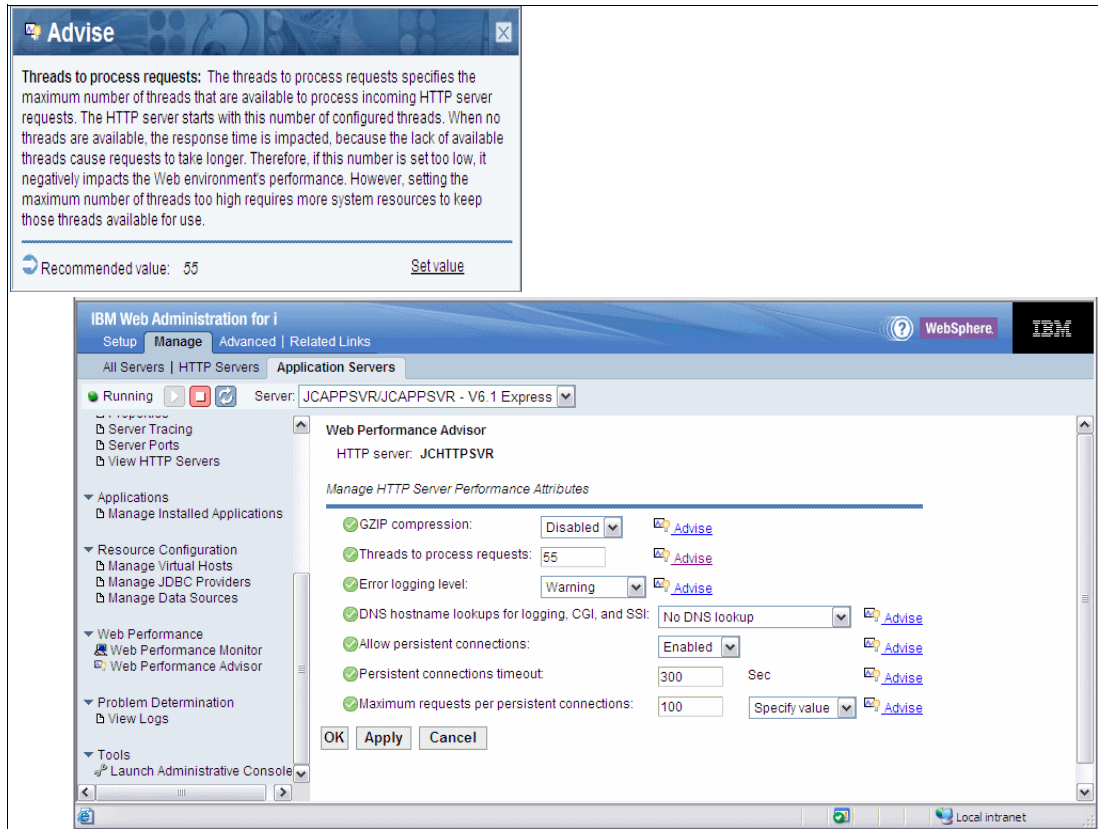 Advise
Threads to process requests: The threads to process requests specifies the
maximum number of threads that are available to process incoming HTTP server
requests. The HTTP server starts with this number of configured threads. When no
threads are available, the response time is impacted, because the lack of available
threads cause requests to take longer. Therefore, if this number is set too low, it
negatively impacts the Web environment's performance. However, setting the
maximum number of threads too high requires more system resources to keep
those threads available for use.
Recommended value: 55 Set value
IBM Web Administration for i
Setup Manage Advanced | Related Links
? WebSphere. IBM
All Servers | HTTP Servers Application Servers
Running Server: JCAPPSVR/JCAPPSVR - V6.1 Express
Properties
Server Tracing
Server Ports
View HTTP Servers
Applications
Manage Installed Applications
Resource Configuration
Manage Virtual Hosts
Manage JDBC Providers
Manage Data Sources
Web Performance
Web Performance Monitor
Web Performance Advisor
Problem Determination
View Logs
Tools
Launch Administrative Console
Web Performance Advisor
HTTP server: JCHTTPSVR
Manage HTTP Server Performance Attributes
GZIP compression: Disabled Advise
Threads to process requests: 55 Advise
Error logging level: Warning Advise
DNS hostname lookups for logging, CGI, and SSI: No DNS lookup Advise
Allow persistent connections: Enabled Advise
Persistent connections timeout: 300 Sec Advise
Maximum requests per persistent connections: 100 Specify value Advise
OK Apply Cancel
Local intranet